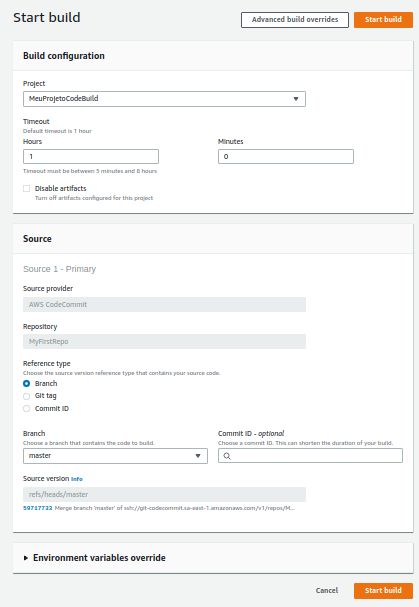 Start build
Advanced build overrides
Start build
Build configuration
Project
MeuProjetoCodeBuild
Timeout
Default timeout is 1 hour
Hours
Minutes
1
0
Timeout must be between 5 minutes and 8 hours
Disable artifacts
Turn off artifacts configured for this project
Source
Source 1 - Primary
Source provider
AWS CodeCommit
Repository
MyFirstRepo
Reference type
Choose the source version reference type that contains your source code.
Branch
Git tag
Commit ID
Branch
Commit ID - optional
Choose a branch that contains the code to build.
Choose a commit ID. This can shorten the duration of your build.
master
Source version Info
refs/heads/master
59717732 Merge branch 'master' of ssh://git-codecommit.sa-east-1.amazonaws.com/v1/repos/M...
Environment variables override
Cancel
Start build